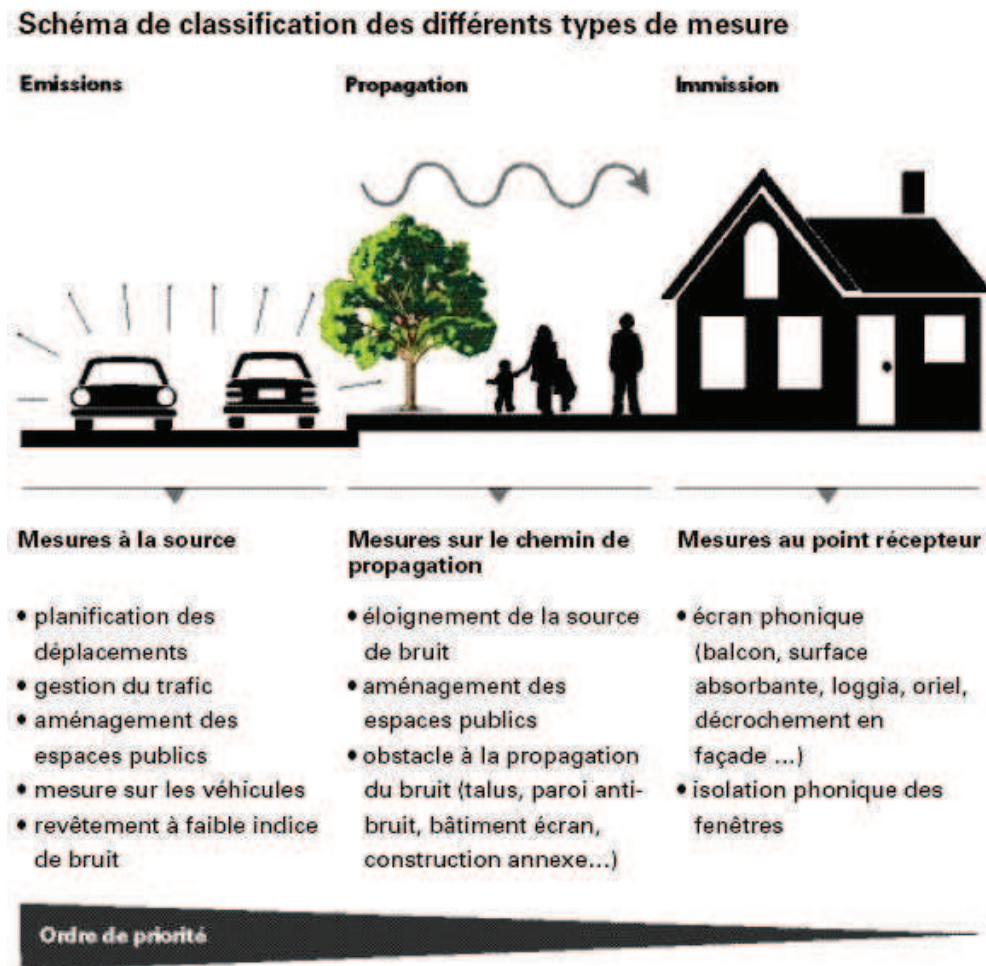 Schéma de classification des différents types de mesure
Emissions
Propagation
Immission
Mesures à la source
• planification des
déplacements
• gestion du trafic
• aménagement des
espaces publics
• mesure sur les véhicules
• revêtement à faible indice
de bruit
Mesures sur le chemin de
propagation
• éloignement de la source
de bruit
• aménagement des
espaces publics
• obstacle à la propagation
du bruit (talus, paroi anti-
bruit, bâtiment écran,
construction annexe...)
Mesures au point récepteur
• écran phonique
(balcon, surface
absorbante, loggia, oriel,
décrochement en
façade ...)
• isolation phonique des
fenêtres
Ordre de priorité